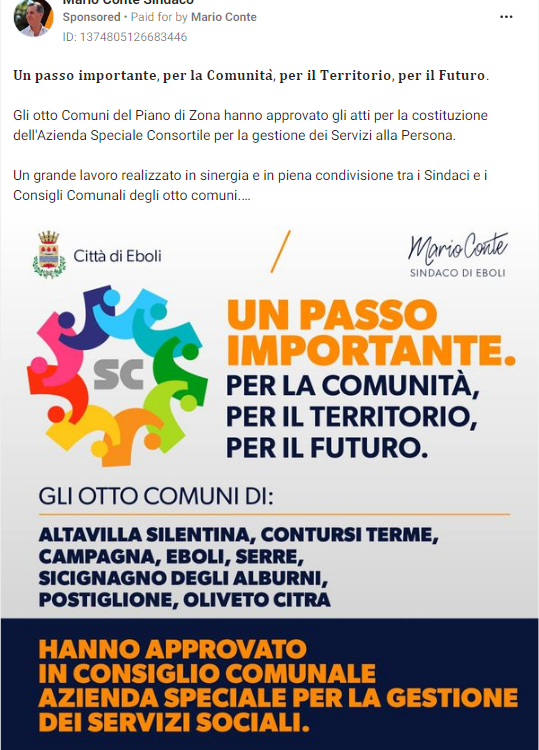 Mario Conte Sindaco
Sponsored • Paid for by Mario Conte
ID: 1374805126683446
Un passo importante, per la Comunità, per il Territorio, per il Futuro.
Gli otto Comuni del Piano di Zona hanno approvato gli atti per la costituzione
dell'Azienda Speciale Consortile per la gestione dei Servizi alla Persona.
Un grande lavoro realizzato in sinergia e in piena condivisione tra i Sindaci e i
Consigli Comunali degli otto comuni....
Città di Eboli
Mario Conte
SINDACO DI EBOLI
SC
UN PASSO
IMPORTANTE.
PER LA COMUNITÀ,
PER IL TERRITORIO,
PER IL FUTURO.
GLI OTTO COMUNI DI:
ALTAVILLA SILENTINA, CONTURSI TERME,
CAMPAGNA, EBOLI, SERRE,
SICIGNAGNO DEGLI ALBURNI,
POSTIGLIONE, OLIVETO CITRA
HANNO APPROVATO
IN CONSIGLIO COMUNALE
AZIENDA SPECIALE PER LA GESTIONE
DEI SERVIZI SOCIALI.